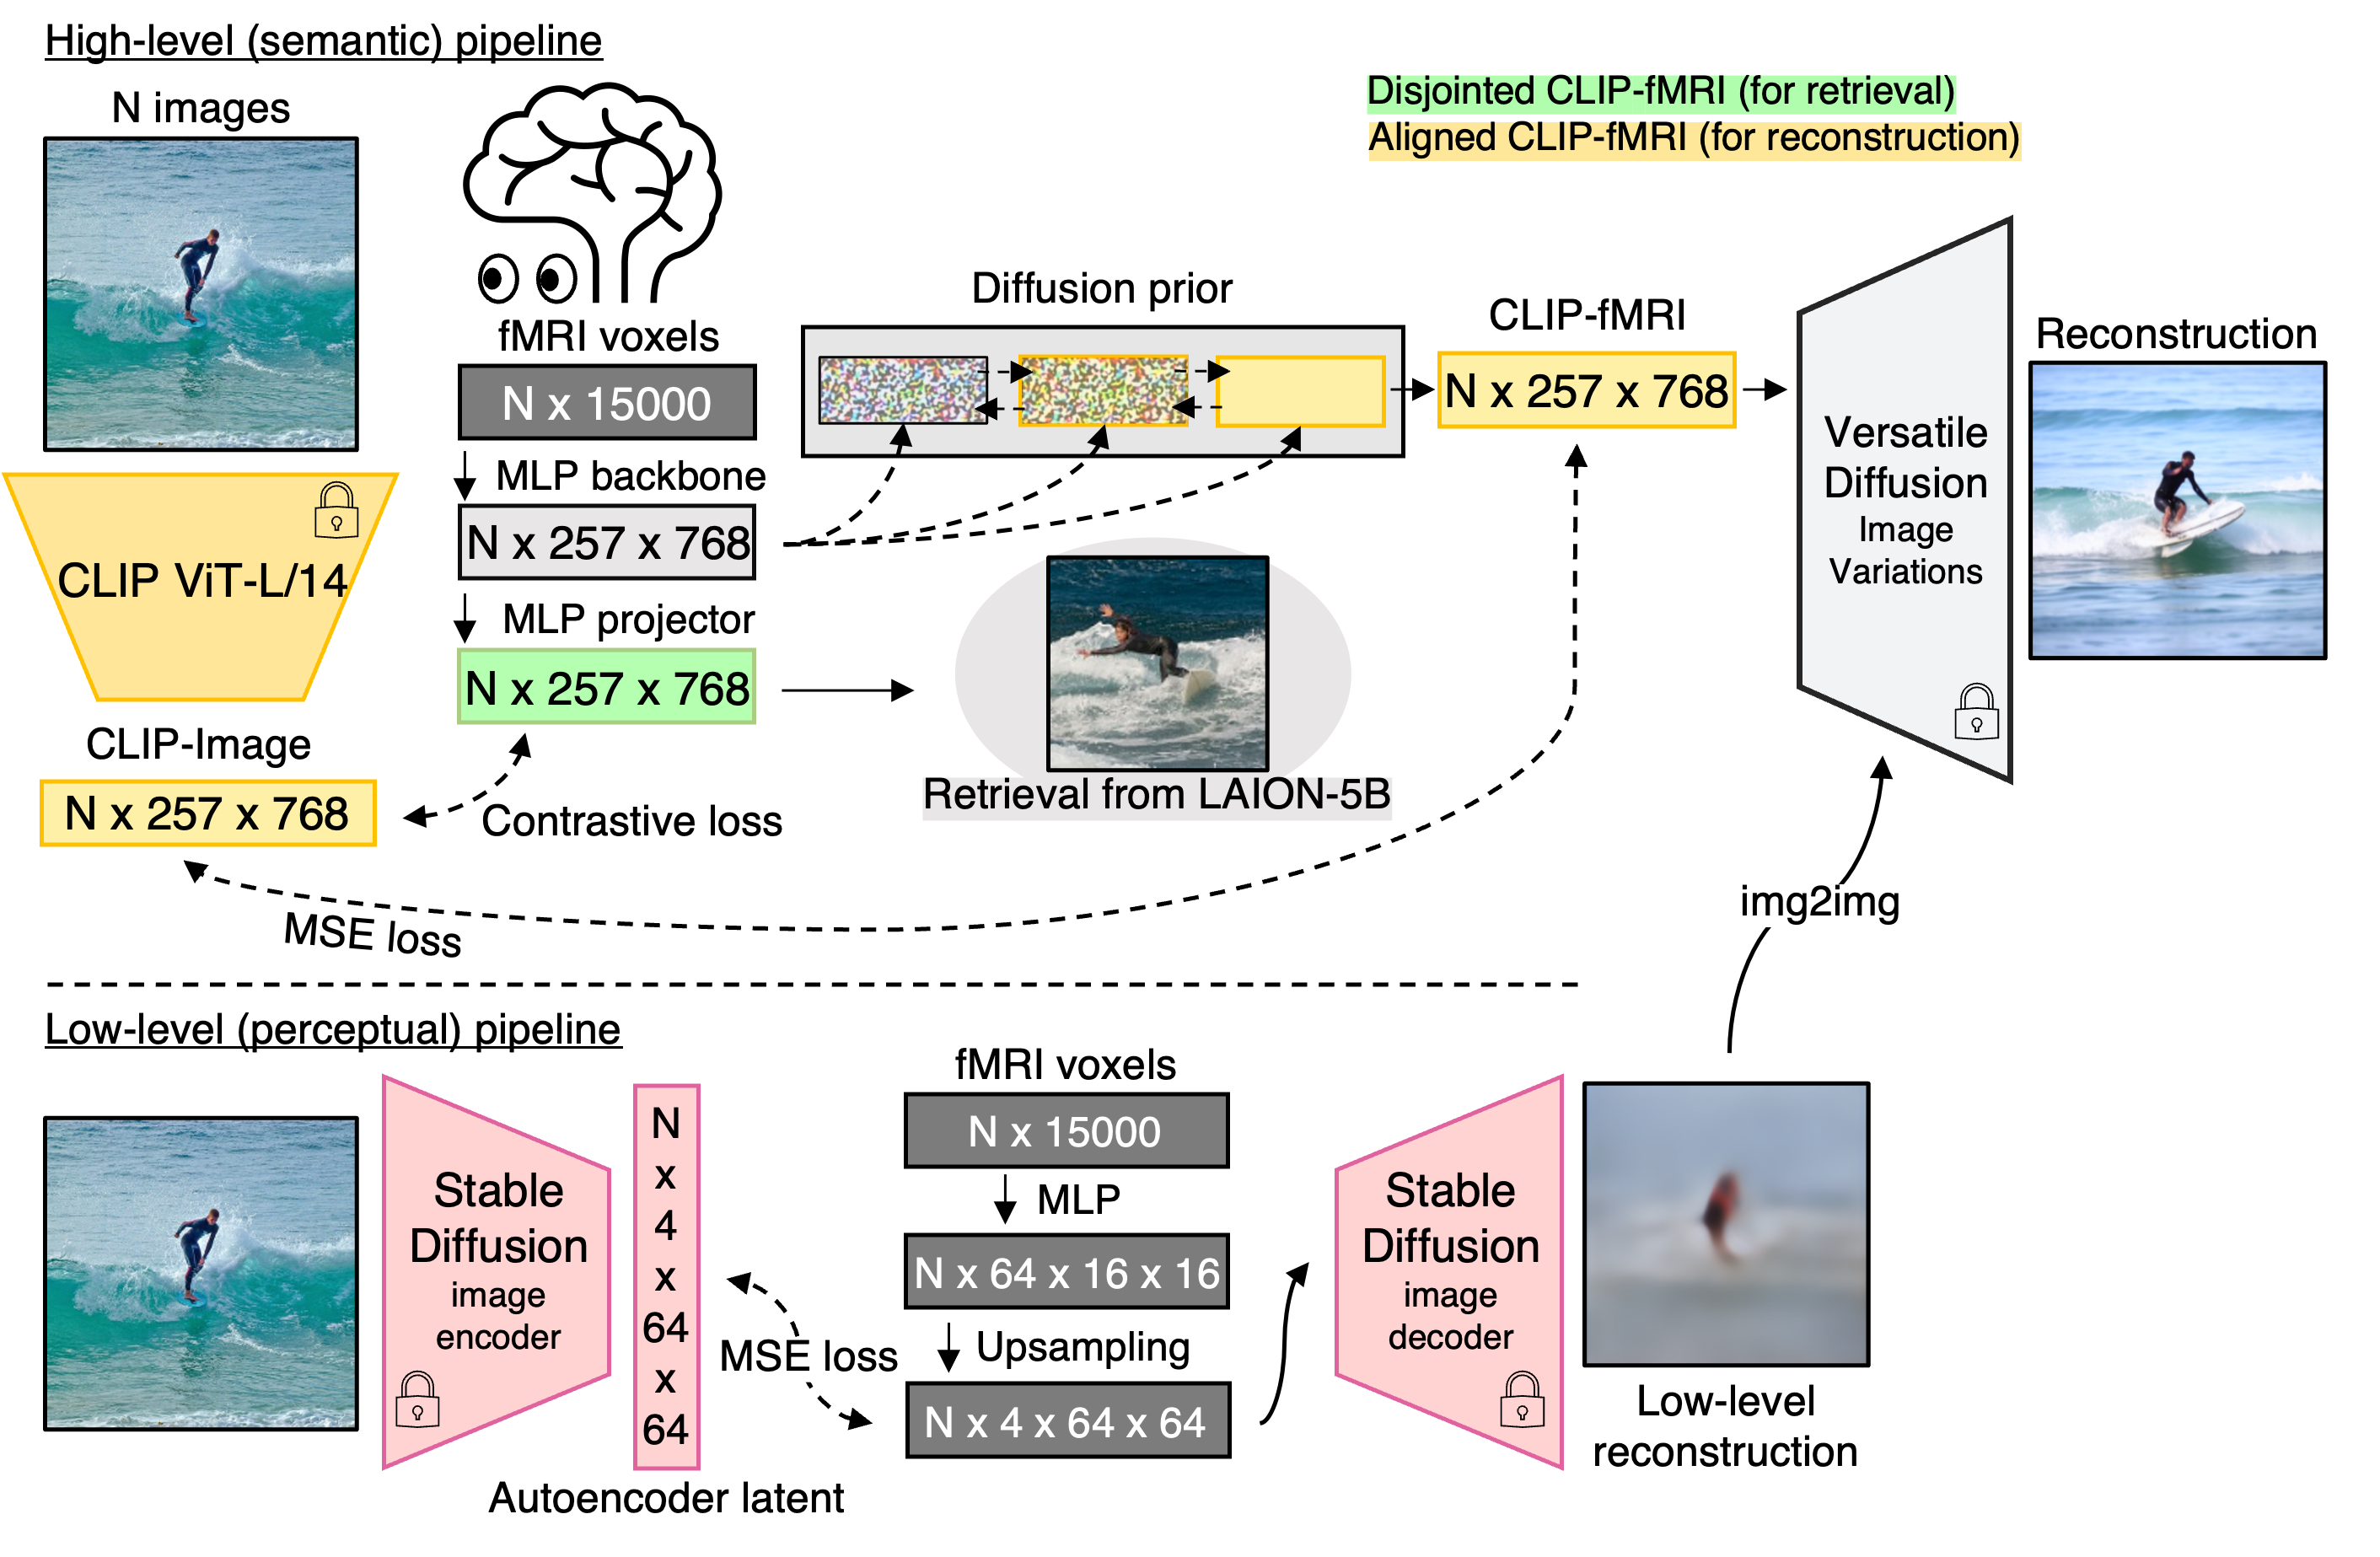 High-level (semantic) pipeline
N images
CLIP ViT-L/14
CLIP-Image
N x 257 x 768
fMRI voxels
N x 15000
MLP backbone
N x 257 x 768
MLP projector
N x 257 x 768
Contrastive loss
MSE loss
Diffusion prior
Retrieval from LAION-5B
Disjointed CLIP-fMRI (for retrieval)
Aligned CLIP-fMRI (for reconstruction)
CLIP-fMRI
N x 257 x 768
Versatile
Diffusion
Image
Variations
Reconstruction
img2img
Low-level (perceptual) pipeline
Stable
Diffusion
image
encoder
N
x
4
x
64
x
64
Autoencoder latent
MSE loss
fMRI voxels
N x 15000
MLP
N x 64 x 16 x 16
Upsampling
N x 4 x 64 x 64
Stable
Diffusion
image
decoder
Low-level
reconstruction